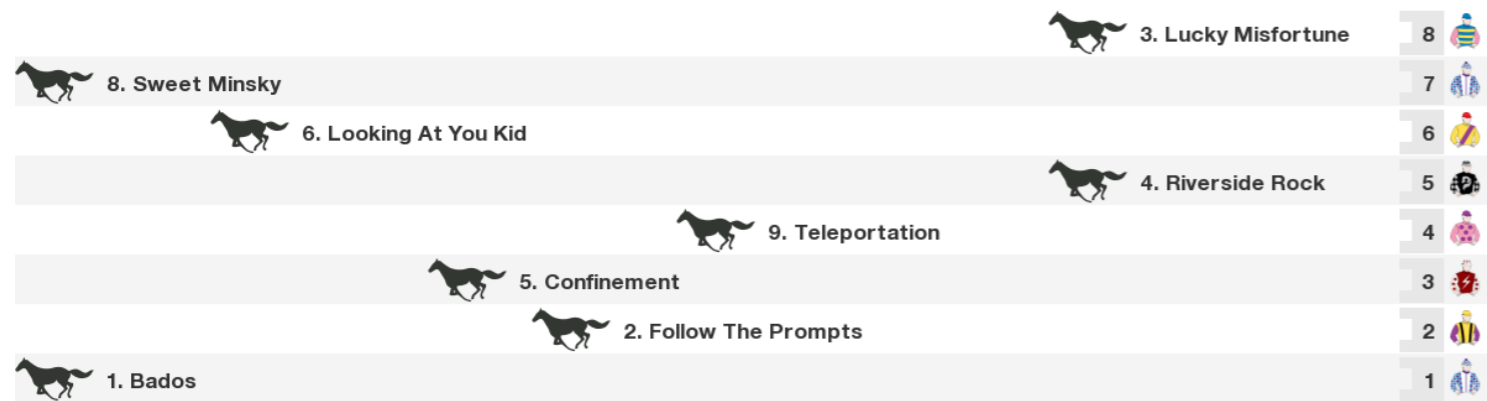 3. Lucky Misfortune 8
8. Sweet Minsky 7
6. Looking At You Kid 6
4. Riverside Rock 5
9. Teleportation 4
5. Confinement 3
2. Follow The Prompts 2
1. Bados 1